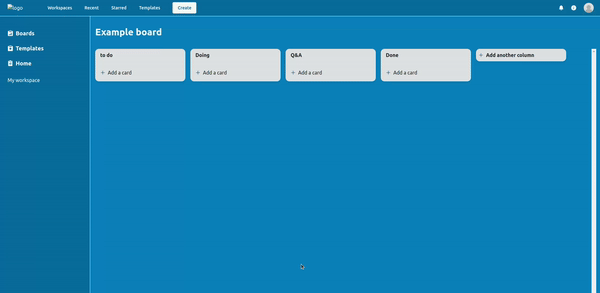 logo
Workspaces
Recent
Starred
Templates
Create
Boards
Templates
Home
My workspace
Example board
to do
+ Add a card
Doing
+ Add a card
Q&A
+ Add a card
Done
+ Add a card
+ Add another column